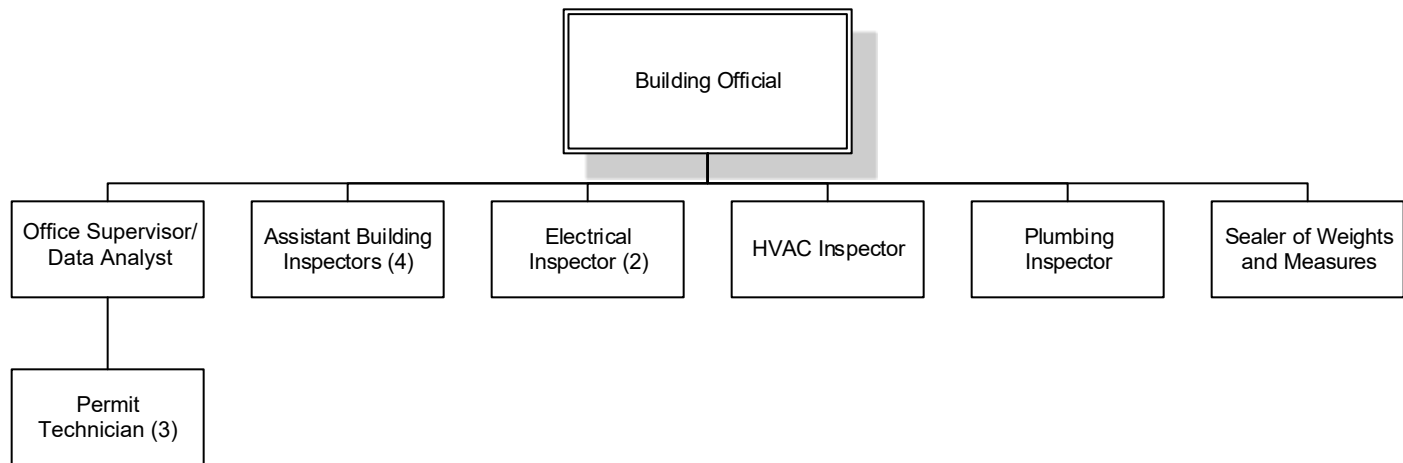 Building Official
Office Supervisor/
Data Analyst
Assistant Building
Inspectors (4)
Electrical
Inspector (2)
HVAC Inspector
Plumbing
Inspector
Sealer of Weights
and Measures
Permit
Technician (3)